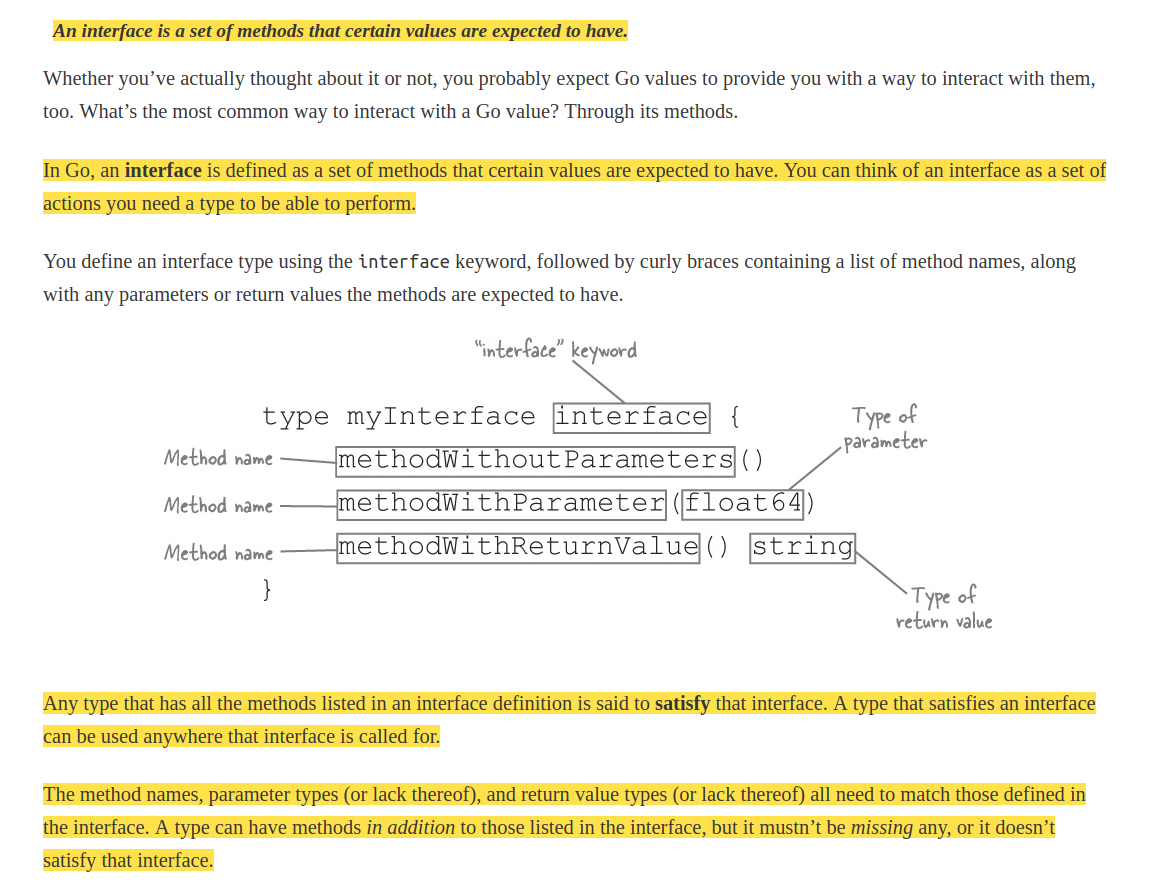 An interface is a set of methods that certain values are expected to have.
Whether you’ve actually thought about it or not, you probably expect Go values to provide you with a way to interact with them,
too. What’s the most common way to interact with a Go value? Through its methods.
In Go, an interface is defined as a set of methods that certain values are expected to have. You can think of an interface as a set of
actions you need a type to be able to perform.
You define an interface type using the interface keyword, followed by curly braces containing a list of method names, along
with any parameters or return values the methods are expected to have.
“interface” keyword
type myInterface interface {
Type of
parameter
Method name
methodWithoutParameters()
Method name
methodWithParameter(float64)
Method name
methodWithReturnValue() string
}
Type of
return value
Any type that has all the methods listed in an interface definition is said to satisfy that interface. A type that satisfies an interface
can be used anywhere that interface is called for.
The method names, parameter types (or lack thereof), and return value types (or lack thereof) all need to match those defined in
the interface. A type can have methods in addition to those listed in the interface, but it mustn’t be missing any, or it doesn’t
satisfy that interface.